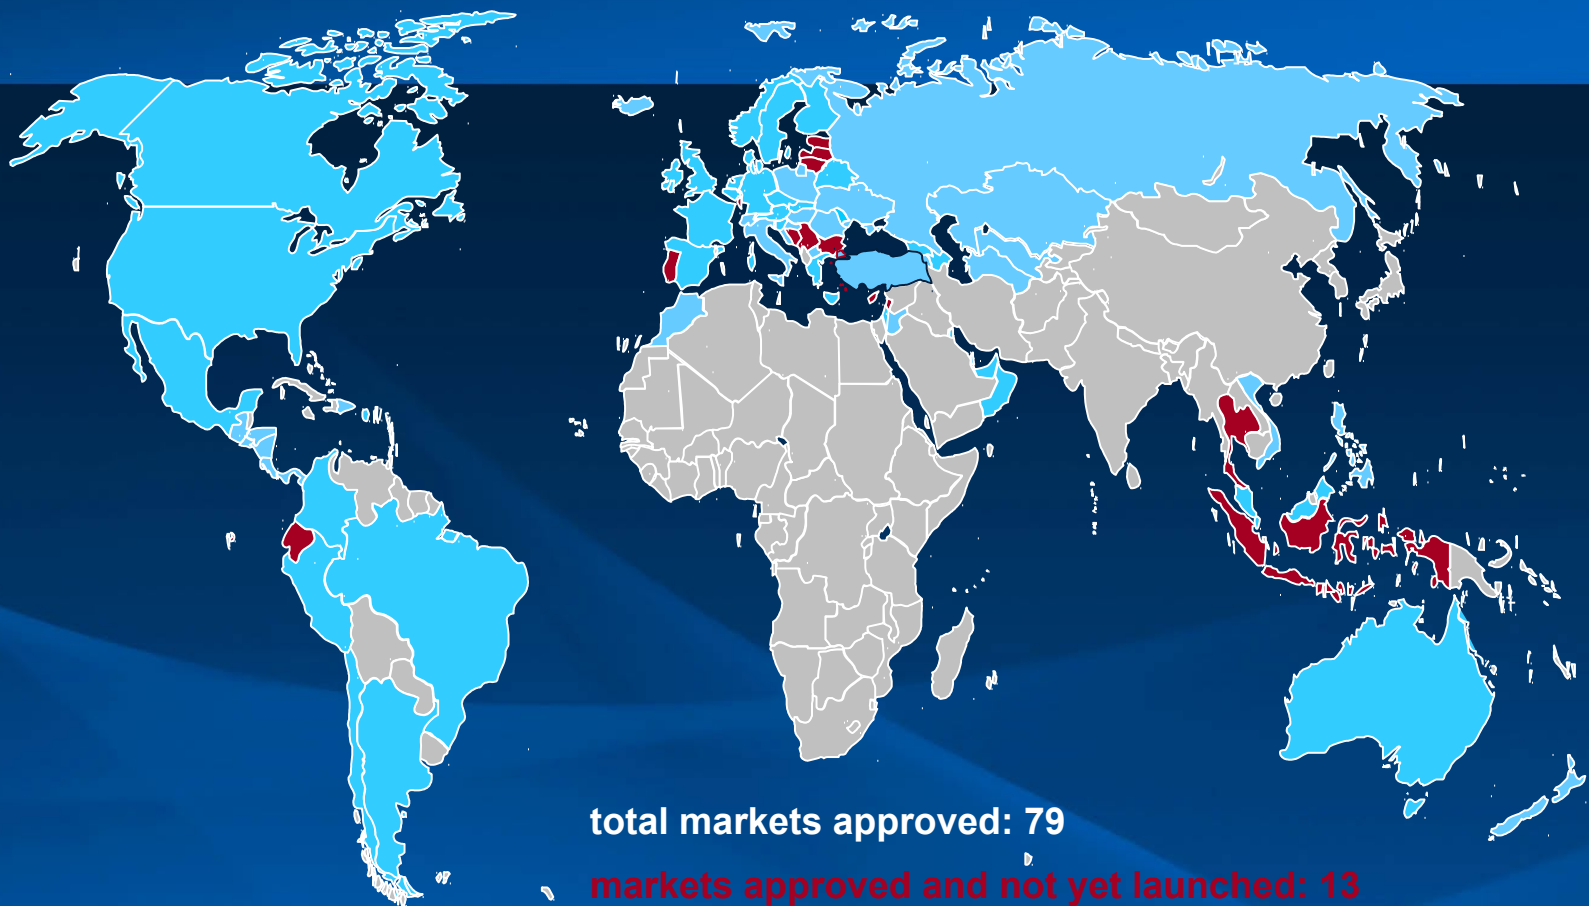 total markets approved: 79
markets approved and not yet launched: 13